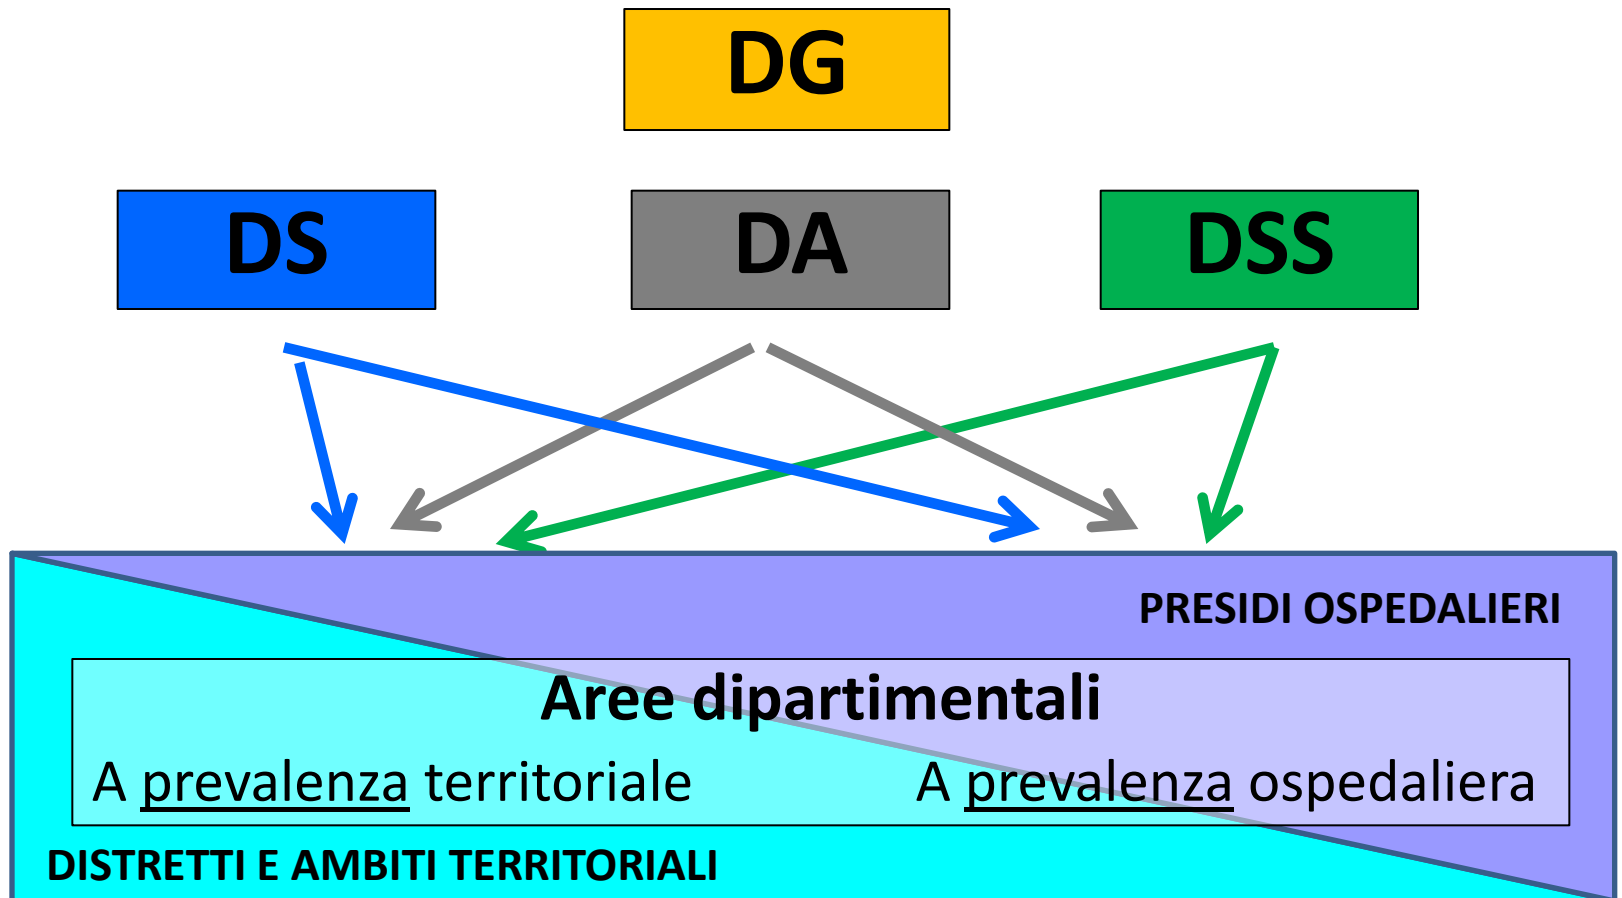 DG
DS DA DSS
PRESIDI OSPEDALIERI
Aree dipartimentali
A prevalenza territoriale A prevalenza ospedaliera
DISTRETTI E AMBITI TERRITORIALI